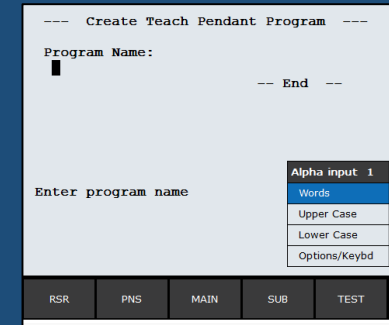 --- Create Teach Pendant Program ---
Program Name:
-- End --
Alpha input 1
Enter program name
Words
Upper Case
Lower Case
Options/Keybd
RSR PNS MAIN SUB TEST